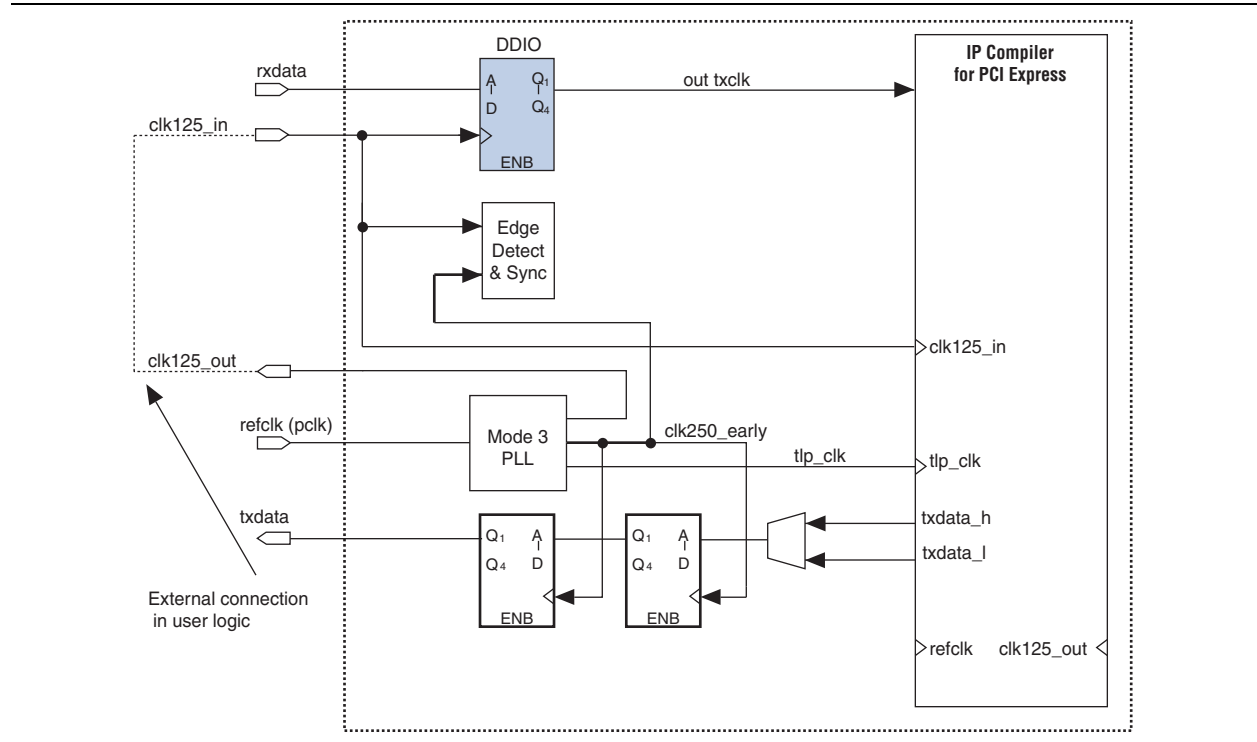 DDIO
IP Compiler
for PCI Express
rxdata
A
D
Q1
Q4
ENB
out txclk
clk125_in
Edge
Detect
& Sync
clk125_in
clk125_out
refclk (pclk)
Mode 3
PLL
clk250_early
tlp_clk
tlp_clk
txdata
Q1 A
Q4 D
ENB
Q1 A
Q4 D
ENB
txdata_h
txdata_l
External connection
in user logic
refclk clk125_out